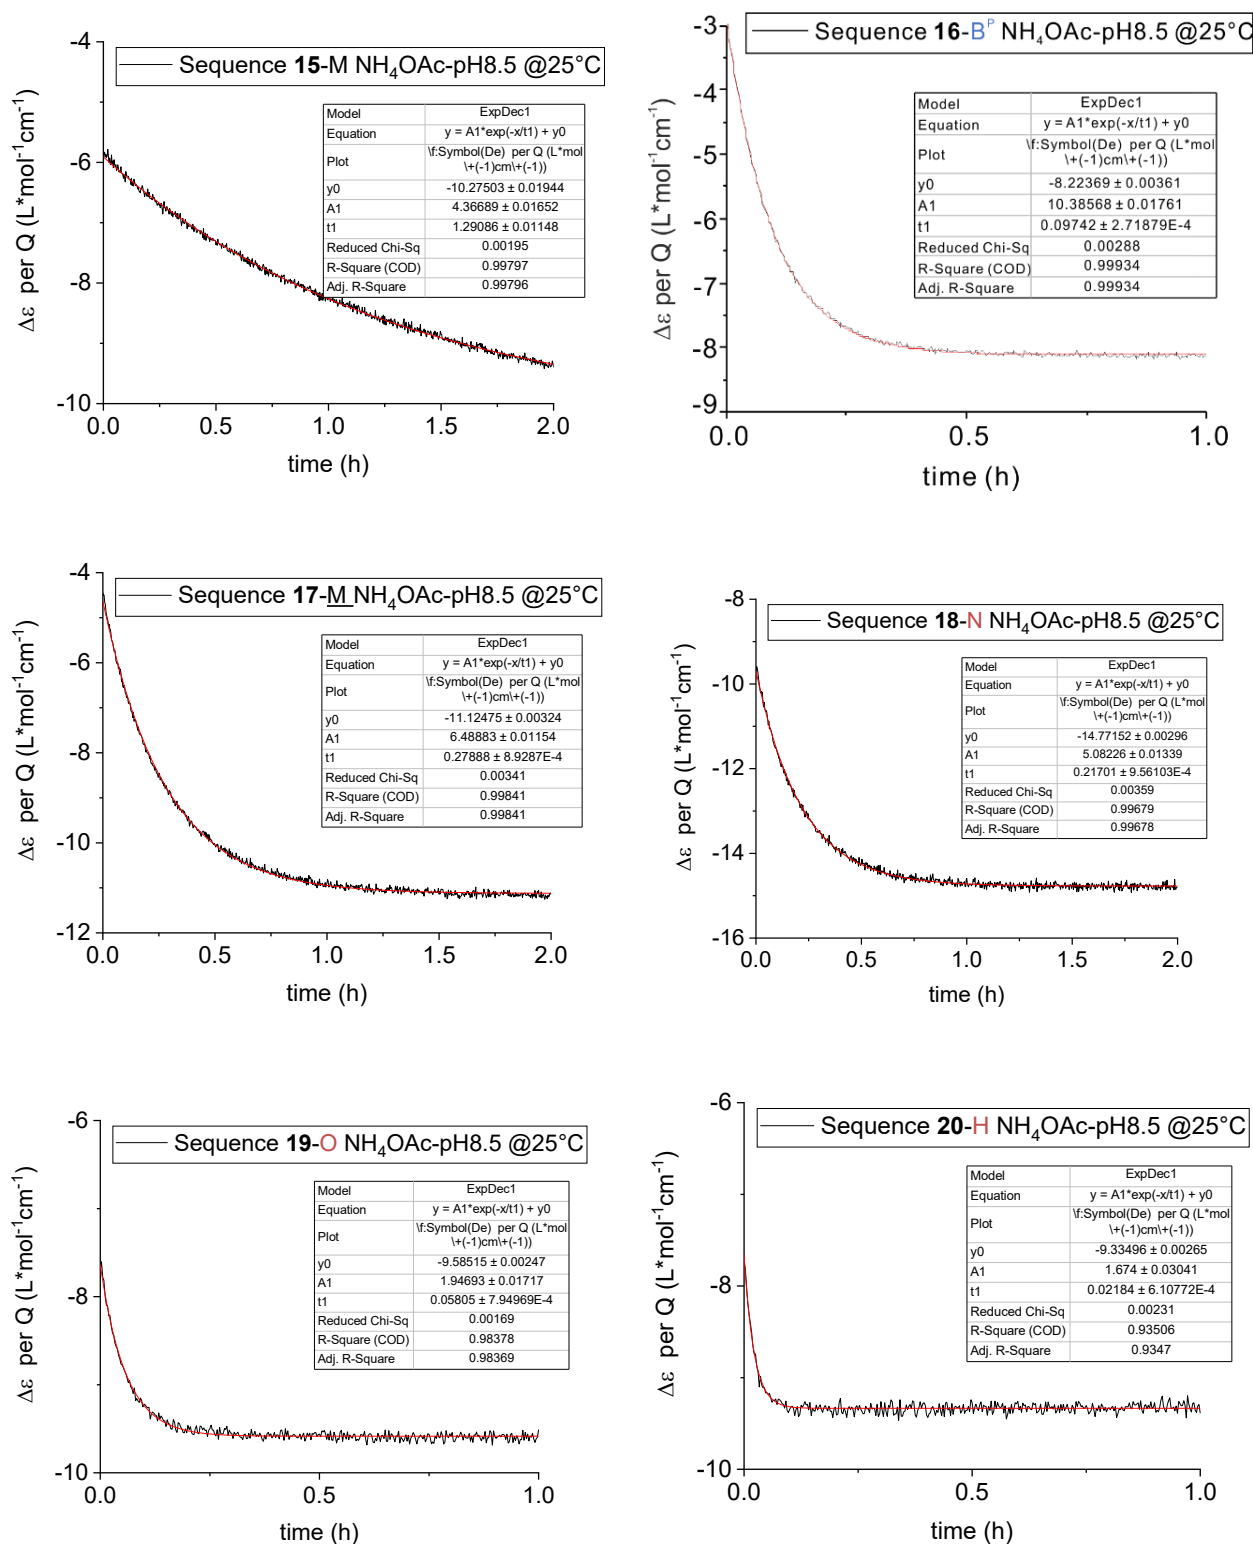 Sequence 15-M NH₄OAc-pH8.5 @25°C
Δε per Q (L*mol⁻¹cm⁻¹)
-4
-6
-8
-10
Model ExpDec1
Equation y = A1*exp(-x/t1) + y0
Plot \f:Symbol(De) per Q (L*mol
\+(-1)cm\+(-1))
y0 -10.27503 ± 0.01944
A1 4.36689 ± 0.01652
t1 1.29086 ± 0.01148
Reduced Chi-Sq 0.00195
R-Square (COD) 0.99797
Adj. R-Square 0.99796
0.0 0.5 1.0 1.5 2.0
time (h)
Sequence 16-Bᴾ NH₄OAc-pH8.5 @25°C
Δε per Q (L*mol⁻¹cm⁻¹)
-3
-4
-5
-6
-7
-8
-9
Model ExpDec1
Equation y = A1*exp(-x/t1) + y0
Plot \f:Symbol(De) per Q (L*mol
\+(-1)cm\+(-1))
y0 -8.22369 ± 0.00361
A1 10.38568 ± 0.01761
t1 0.09742 ± 2.71879E-4
Reduced Chi-Sq 0.00288
R-Square (COD) 0.99934
Adj. R-Square 0.99934
0.0 0.5 1.0
time (h)
Sequence 17-M NH₄OAc-pH8.5 @25°C
Δε per Q (L*mol⁻¹cm⁻¹)
-4
-6
-8
-10
-12
Model ExpDec1
Equation y = A1*exp(-x/t1) + y0
Plot \f:Symbol(De) per Q (L*mol
\+(-1)cm\+(-1))
y0 -11.12475 ± 0.00324
A1 6.48883 ± 0.01154
t1 0.27888 ± 8.9287E-4
Reduced Chi-Sq 0.00341
R-Square (COD) 0.99841
Adj. R-Square 0.99841
0.0 0.5 1.0 1.5 2.0
time (h)
Sequence 18-N NH₄OAc-pH8.5 @25°C
Δε per Q (L*mol⁻¹cm⁻¹)
-8
-10
-12
-14
-16
Model ExpDec1
Equation y = A1*exp(-x/t1) + y0
Plot \f:Symbol(De) per Q (L*mol
\+(-1)cm\+(-1))
y0 -14.77152 ± 0.00296
A1 5.08226 ± 0.01339
t1 0.21701 ± 9.56103E-4
Reduced Chi-Sq 0.00359
R-Square (COD) 0.99679
Adj. R-Square 0.99678
0.0 0.5 1.0 1.5 2.0
time (h)
Sequence 19-O NH₄OAc-pH8.5 @25°C
Δε per Q (L*mol⁻¹cm⁻¹)
-6
-8
-10
Model ExpDec1
Equation y = A1*exp(-x/t1) + y0
Plot \f:Symbol(De) per Q (L*mol
\+(-1)cm\+(-1))
y0 -9.58515 ± 0.00247
A1 1.94693 ± 0.01717
t1 0.05805 ± 7.94969E-4
Reduced Chi-Sq 0.00169
R-Square (COD) 0.98378
Adj. R-Square 0.98369
0.0 0.5 1.0
time (h)
Sequence 20-H NH₄OAc-pH8.5 @25°C
Δε per Q (L*mol⁻¹cm⁻¹)
-6
-8
-10
Model ExpDec1
Equation y = A1*exp(-x/t1) + y0
Plot \f:Symbol(De) per Q (L*mol
\+(-1)cm\+(-1))
y0 -9.33496 ± 0.00265
A1 1.674 ± 0.03041
t1 0.02184 ± 6.10772E-4
Reduced Chi-Sq 0.00231
R-Square (COD) 0.93506
Adj. R-Square 0.9347
0.0 0.5 1.0
time (h)